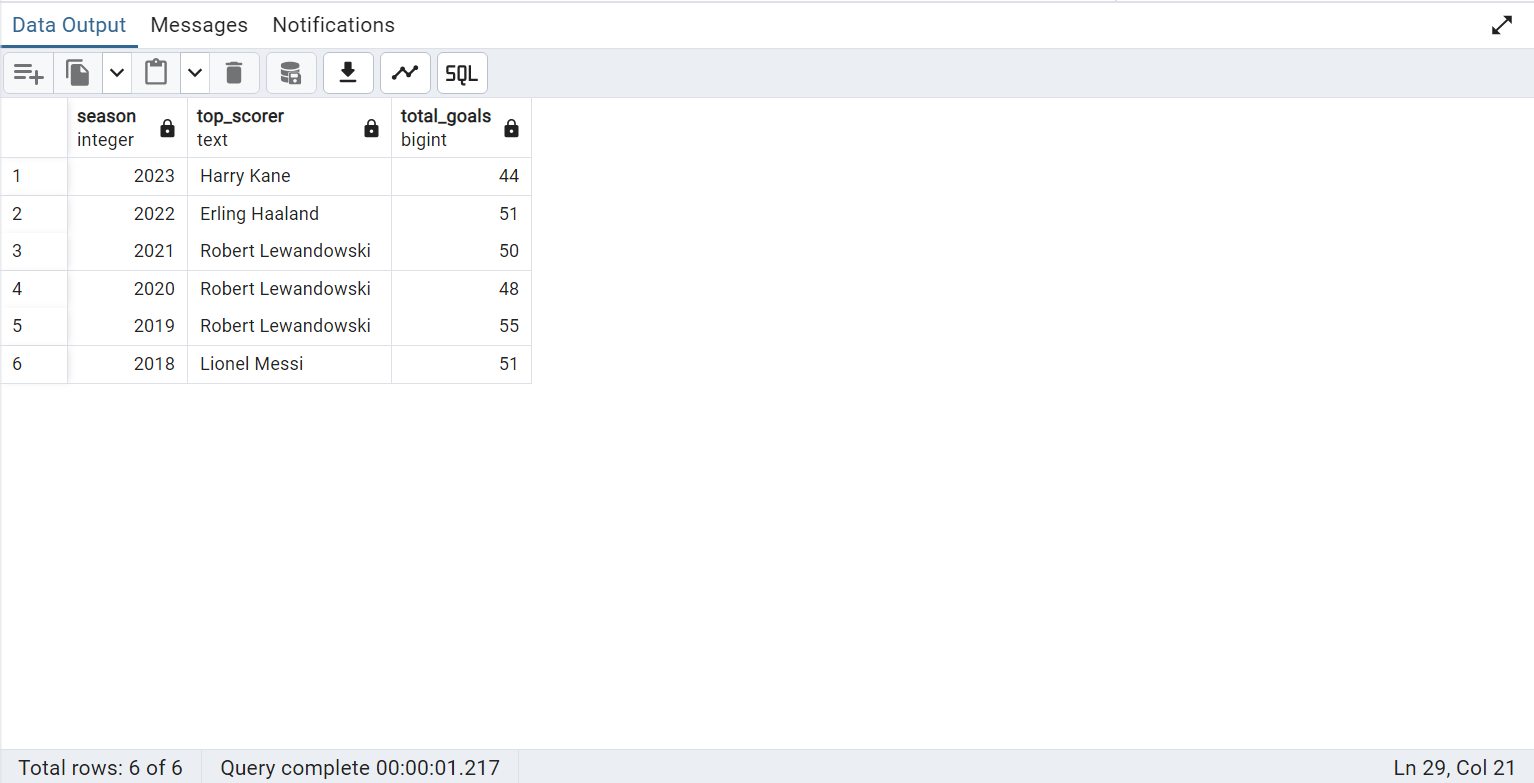 Data Output Messages Notifications
SQL
season top_scorer total_goals
integer text bigint
1 2023 Harry Kane 44
2 2022 Erling Haaland 51
3 2021 Robert Lewandowski 50
4 2020 Robert Lewandowski 48
5 2019 Robert Lewandowski 55
6 2018 Lionel Messi 51
Total rows: 6 of 6 Query complete 00:00:01.217 Ln 29, Col 21